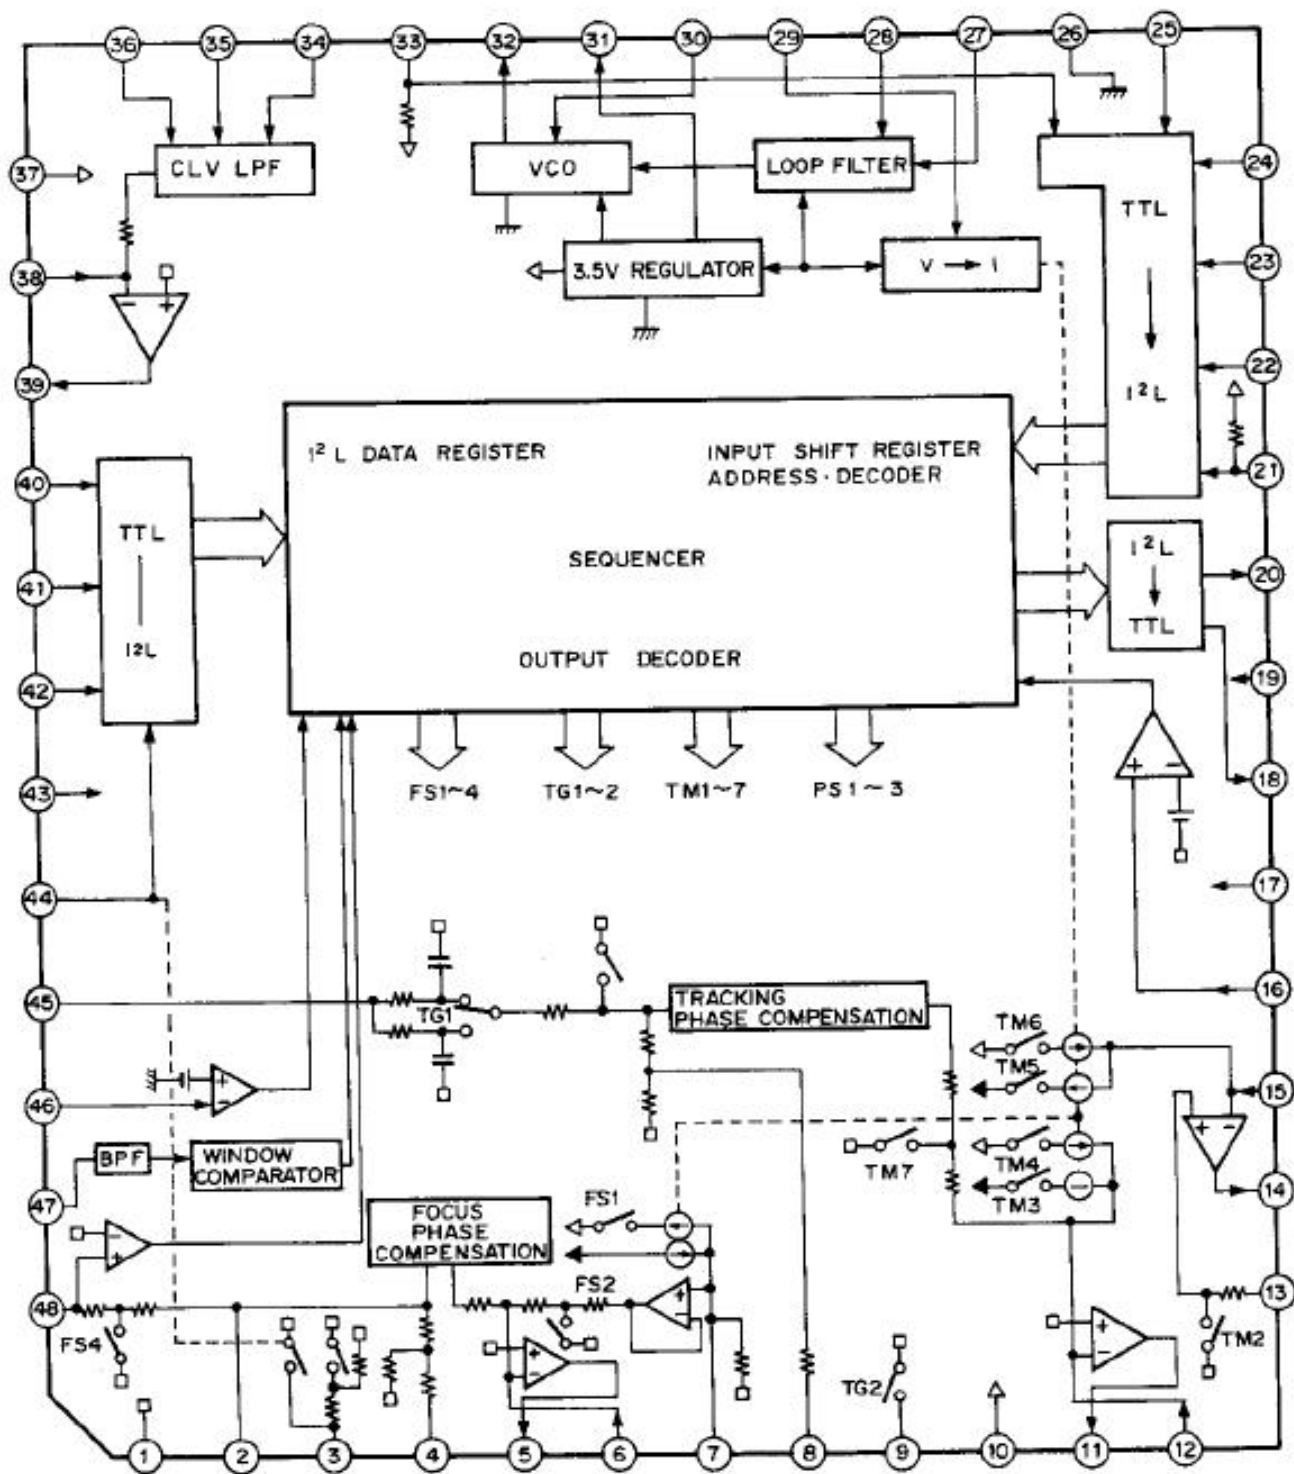 36 35 34 33 32 31 30 29 28 27 26 25
37
CLV LPF
VCO
LOOP FILTER
24
TTL
38
3.5V REGULATOR
V → I
23
− +
39
22
I²L
I²L DATA REGISTER
INPUT SHIFT REGISTER
ADDRESS·DECODER
21
40
TTL
SEQUENCER
I²L
20
41
TTL
I²L
OUTPUT DECODER
19
42
+ −
18
43
FS1~4
TG1~2
TM1~7
PS1~3
17
44
45
TG1
TRACKING
PHASE COMPENSATION
16
TM6
TM5
15
46
+
−
+ −
BPF
WINDOW
COMPARATOR
TM7
TM4
TM3
14
47
FOCUS
PHASE
COMPENSATION
FS1
−
+
48
FS4
FS2
+
−
+
−
+
−
13
TM2
TG2
1 2 3 4 5 6 7 8 9 10 11 12